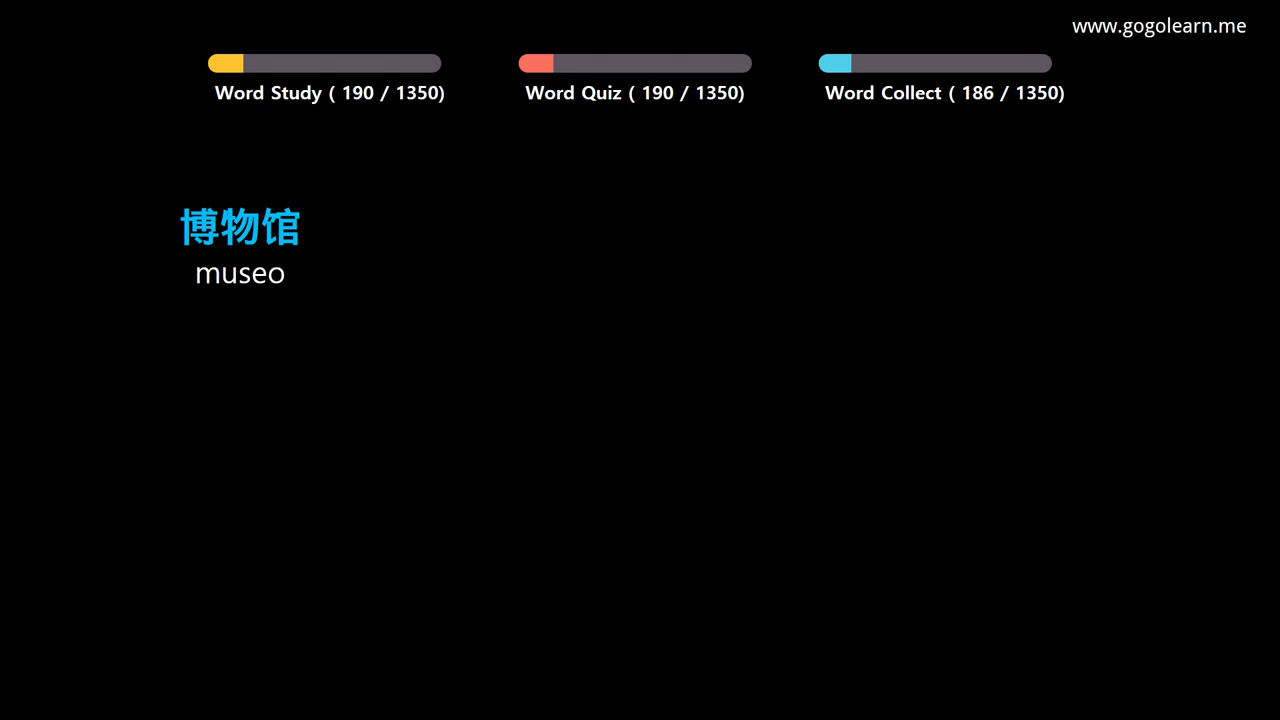 www.gogolearn.me
Word Study ( 190 / 1350)
Word Quiz ( 190 / 1350)
Word Collect ( 186 / 1350)
博物馆
museo